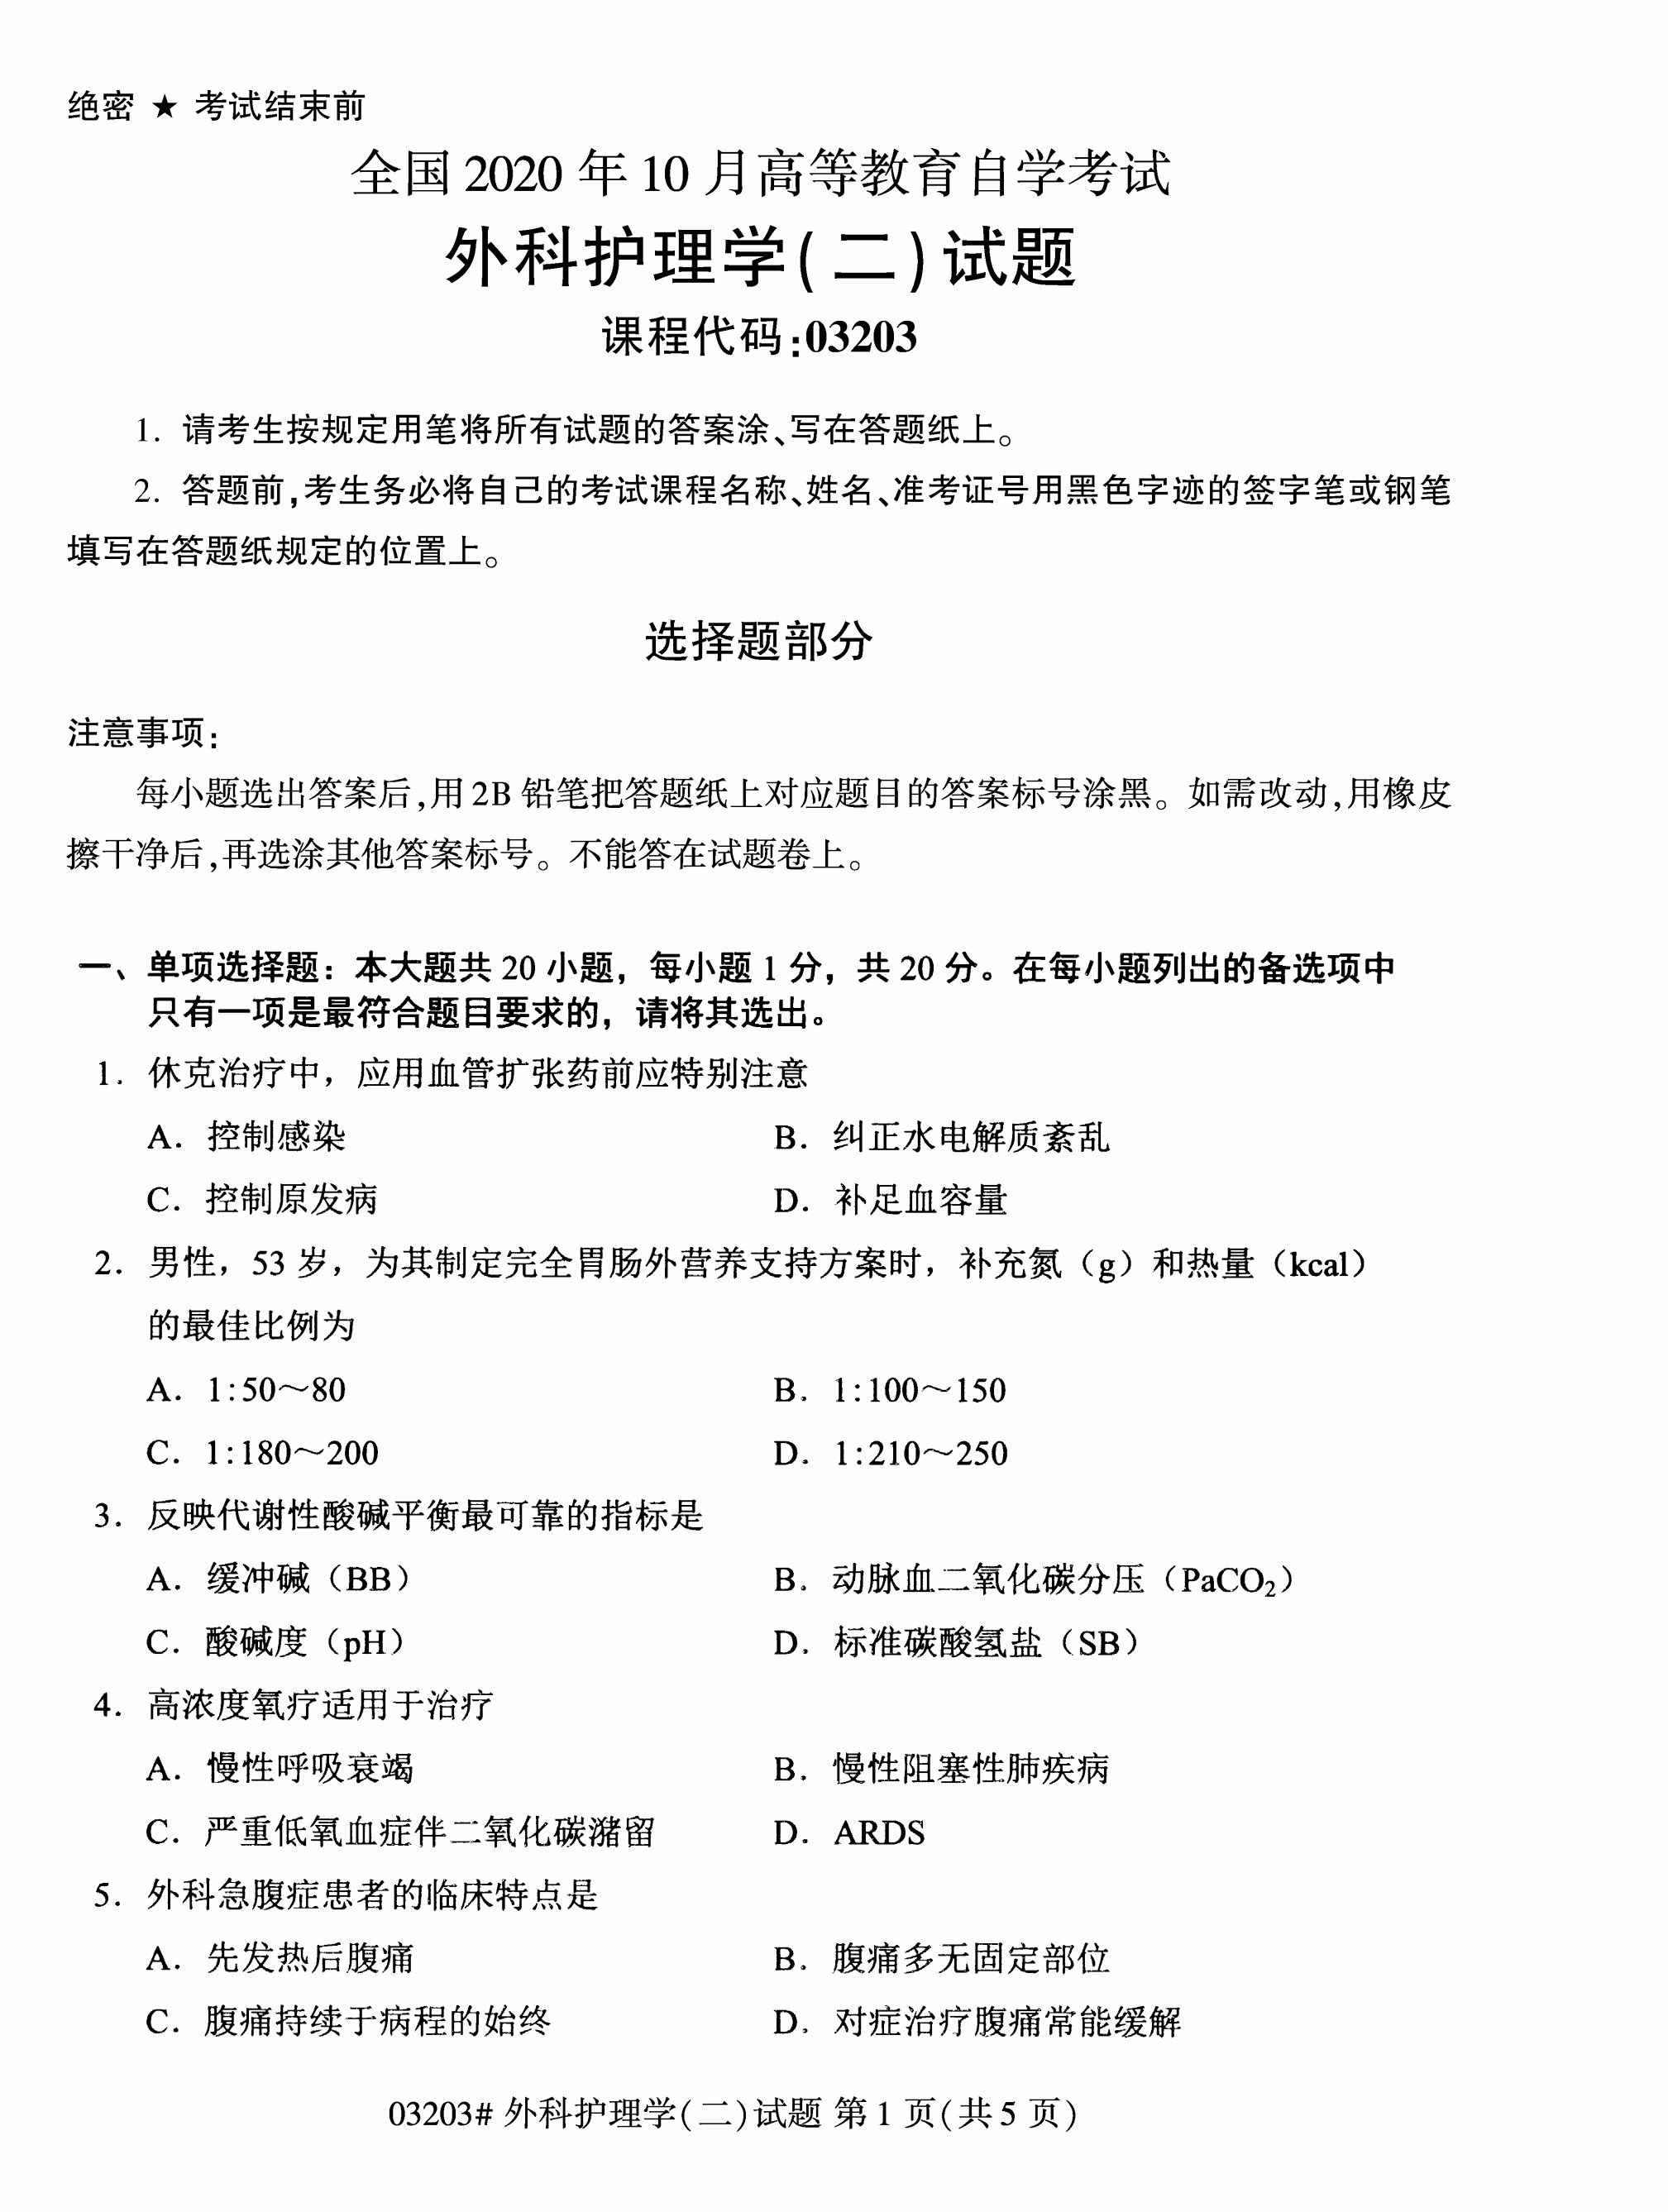 绝密 ★ 考试结束前
全国 2020 年 10 月高等教育自学考试
外科护理学(二)试题
课程代码:03203
1. 请考生按规定用笔将所有试题的答案涂、写在答题纸上。
2. 答题前,考生务必将自己的考试课程名称、姓名、准考证号用黑色字迹的签字笔或钢笔
填写在答题纸规定的位置上。
选择题部分
注意事项:
每小题选出答案后,用2B 铅笔把答题纸上对应题目的答案标号涂黑。如需改动,用橡皮
擦干净后,再选涂其他答案标号。不能答在试题卷上。
一、单项选择题：本大题共 20 小题，每小题 1 分，共 20 分。在每小题列出的备选项中
只有一项是最符合题目要求的，请将其选出。
1. 休克治疗中，应用血管扩张药前应特别注意
A. 控制感染 B. 纠正水电解质紊乱
C. 控制原发病 D. 补足血容量
2. 男性，53 岁，为其制定完全胃肠外营养支持方案时，补充氮（g）和热量（kcal）
的最佳比例为
A. 1:50～80 B. 1:100～150
C. 1:180～200 D. 1:210～250
3. 反映代谢性酸碱平衡最可靠的指标是
A. 缓冲碱（BB） B. 动脉血二氧化碳分压（PaCO₂）
C. 酸碱度（pH） D. 标准碳酸氢盐（SB）
4. 高浓度氧疗适用于治疗
A. 慢性呼吸衰竭 B. 慢性阻塞性肺疾病
C. 严重低氧血症伴二氧化碳潴留 D. ARDS
5. 外科急腹症患者的临床特点是
A. 先发热后腹痛 B. 腹痛多无固定部位
C. 腹痛持续于病程的始终 D. 对症治疗腹痛常能缓解
03203# 外科护理学(二)试题 第 1 页(共 5 页)